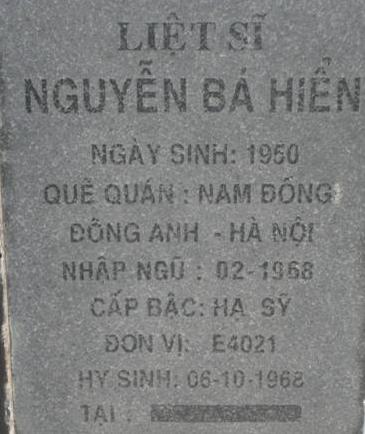 LIỆT SĨ
NGUYỄN BÁ HIỂN
NGÀY SINH: 1950
QUÊ QUÁN : NAM ĐỒNG
ĐÔNG ANH - HÀ NỘI
NHẬP NGŨ : 02-1968
CẤP BẬC: HẠ SỸ
ĐƠN VỊ: E4021
HY SINH: 06-10-1968
TẠI :